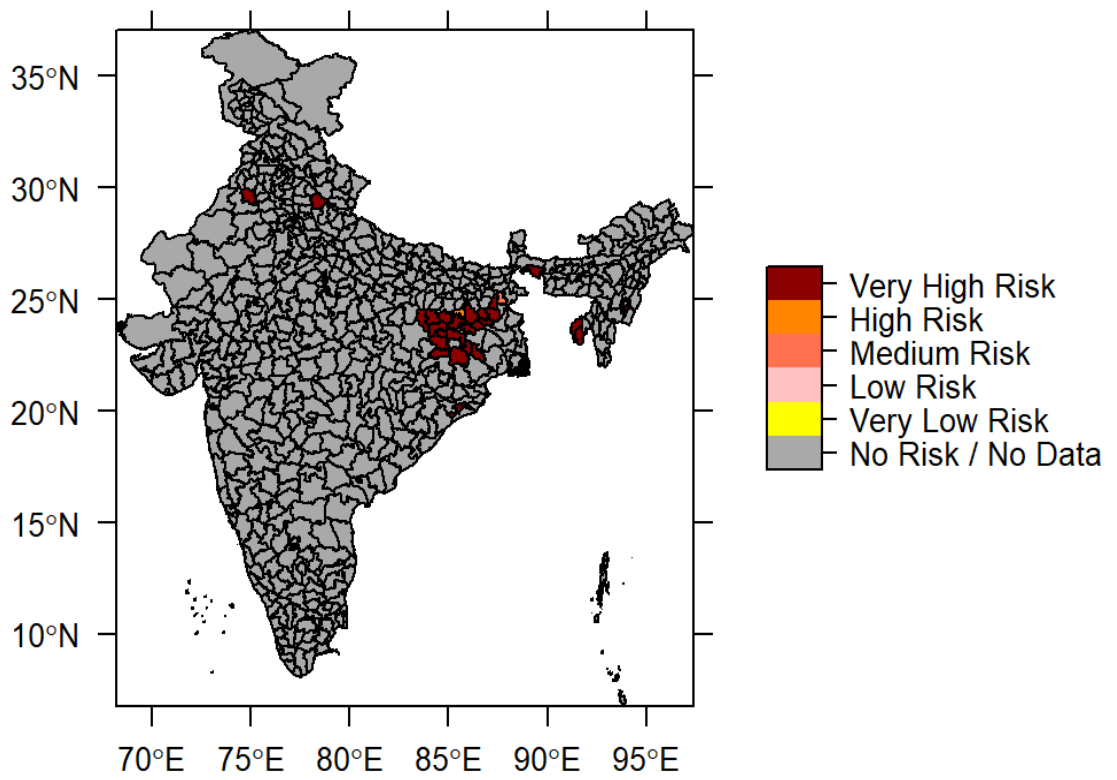 35°N
30°N
25°N
20°N
15°N
10°N
70°E 75°E 80°E 85°E 90°E 95°E
Very High Risk
High Risk
Medium Risk
Low Risk
Very Low Risk
No Risk / No Data